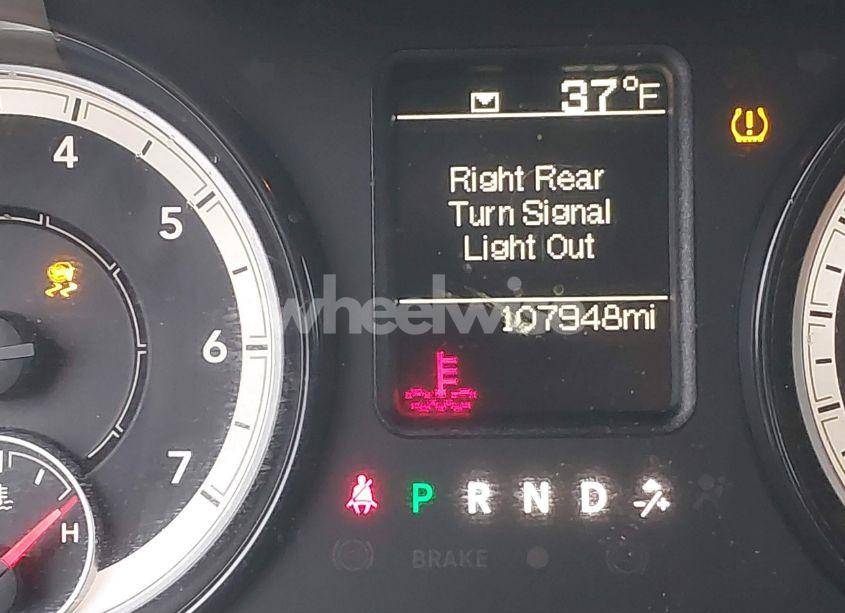 37°F
4
Right Rear
Turn Signal
Light Out
5
107948mi
6
7
P R N D
H
BRAKE